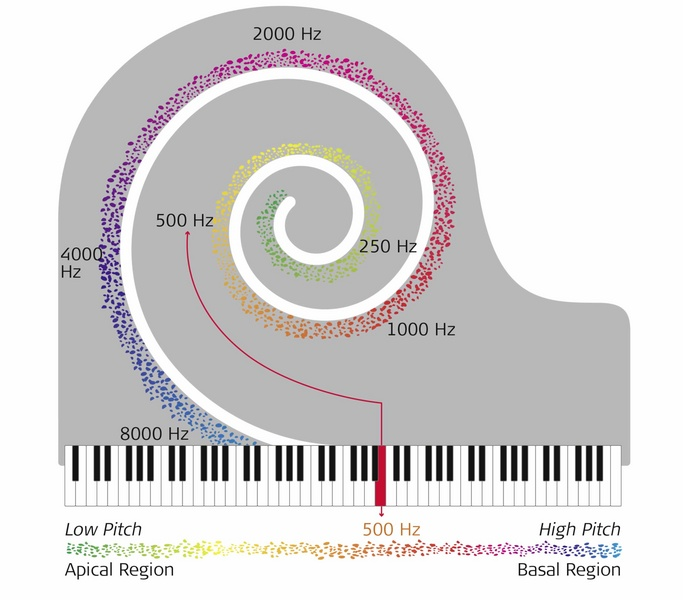 2000 Hz
500 Hz
4000
Hz
250 Hz
1000 Hz
8000 Hz
Low Pitch
500 Hz
High Pitch
Apical Region
Basal Region